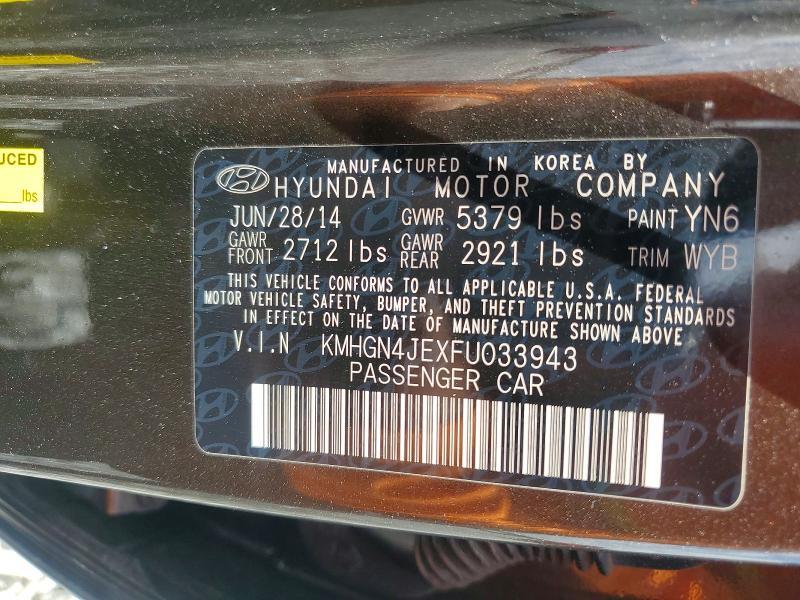 UCED
lbs
MANUFACTURED IN KOREA BY
HYUNDAI MOTOR COMPANY
JUN/28/14 GVWR 5379 lbs PAINT YN6
GAWR FRONT 2712 lbs GAWR REAR 2921 lbs TRIM WYB
THIS VEHICLE CONFORMS TO ALL APPLICABLE U.S.A. FEDERAL
MOTOR VEHICLE SAFETY, BUMPER, AND THEFT PREVENTION STANDARDS
IN EFFECT ON THE DATE OF MANUFACTURE SHOWN ABOVE
V.I.N KMHGN4JEXFU033943
PASSENGER CAR